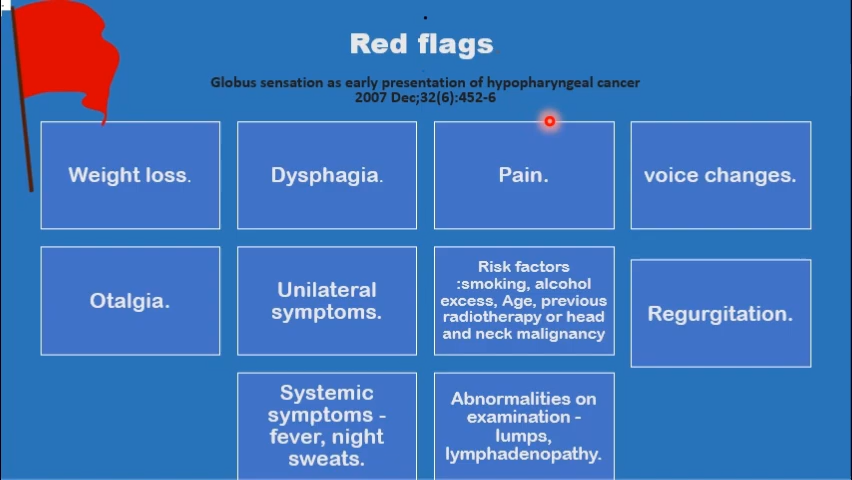 Red flags
Globus sensation as early presentation of hypopharyngeal cancer
2007 Dec;32(6):452-6
Weight loss.
Dysphagia.
Pain.
voice changes.
Otalgia.
Unilateral
symptoms.
Risk factors
:smoking, alcohol
excess, Age, previous
radiotherapy or head
and neck malignancy
Regurgitation.
Systemic
symptoms -
fever, night
sweats.
Abnormalities on
examination -
lumps,
lymphadenopathy.